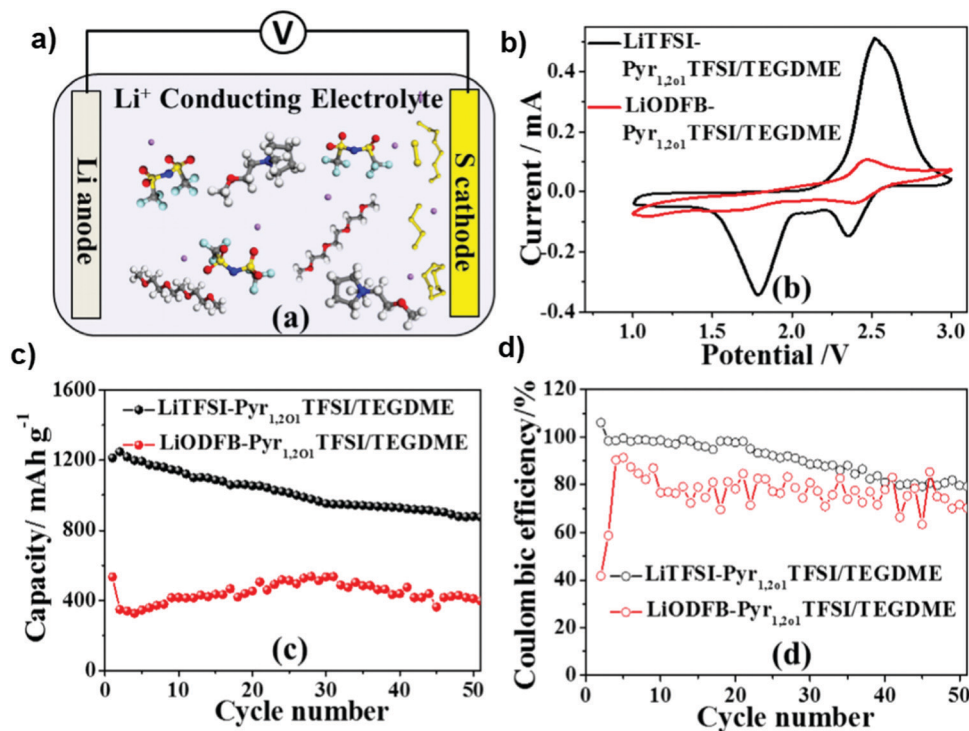 a)
V
Li⁺ Conducting Electrolyte
Li anode
S cathode
(a)
b)
LiTFSI-
Pyr₁,₂ₒ₁TFSI/TEGDME
LiODFB-
Pyr₁,₂ₒ₁TFSI/TEGDME
Current / mA
0.4
0.2
0.0
-0.2
-0.4
(b)
1.0 1.5 2.0 2.5 3.0
Potential /V
c)
Capacity/ mAh g⁻¹
1600
1200
800
400
0
LiTFSI-Pyr₁,₂₀₁TFSI/TEGDME
LiODFB-Pyr₁,₂₀₁TFSI/TEGDME
(c)
0 10 20 30 40 50
Cycle number
d)
Coulombic efficiency/%
120
100
80
60
40
20
0
LiTFSI-Pyr₁,₂ₒ₁TFSI/TEGDME
LiODFB-Pyr₁,₂ₒ₁TFSI/TEGDME
(d)
0 10 20 30 40 50
Cycle number